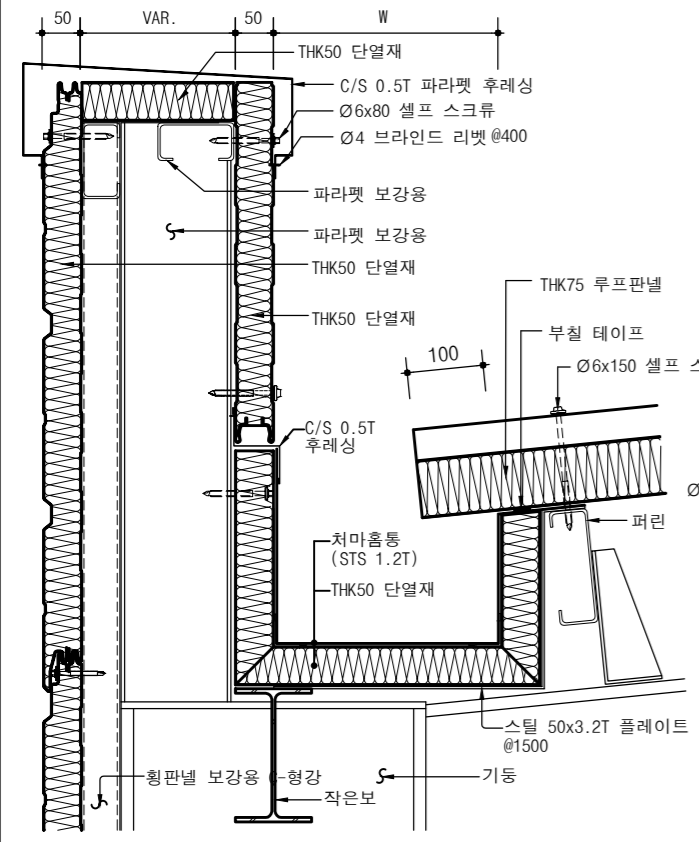 50 VAR. 50 W
THK50 단열재
C/S 0.5T 파라펫 후레싱
Ø6x80 셀프 스크류
Ø4 브라인드 리벳 @400
파라펫 보강용
파라펫 보강용
THK50 단열재
THK50 단열재
THK75 루프판넬
부칠 테이프
100
Ø6x150 셀프 스
C/S 0.5T
후레싱
Ø
퍼린
처마홈통
(STS 1.2T)
THK50 단열재
스틸 50x3.2T 플레이트
@1500
횡판넬 보강용 C-형강
기둥
작은보